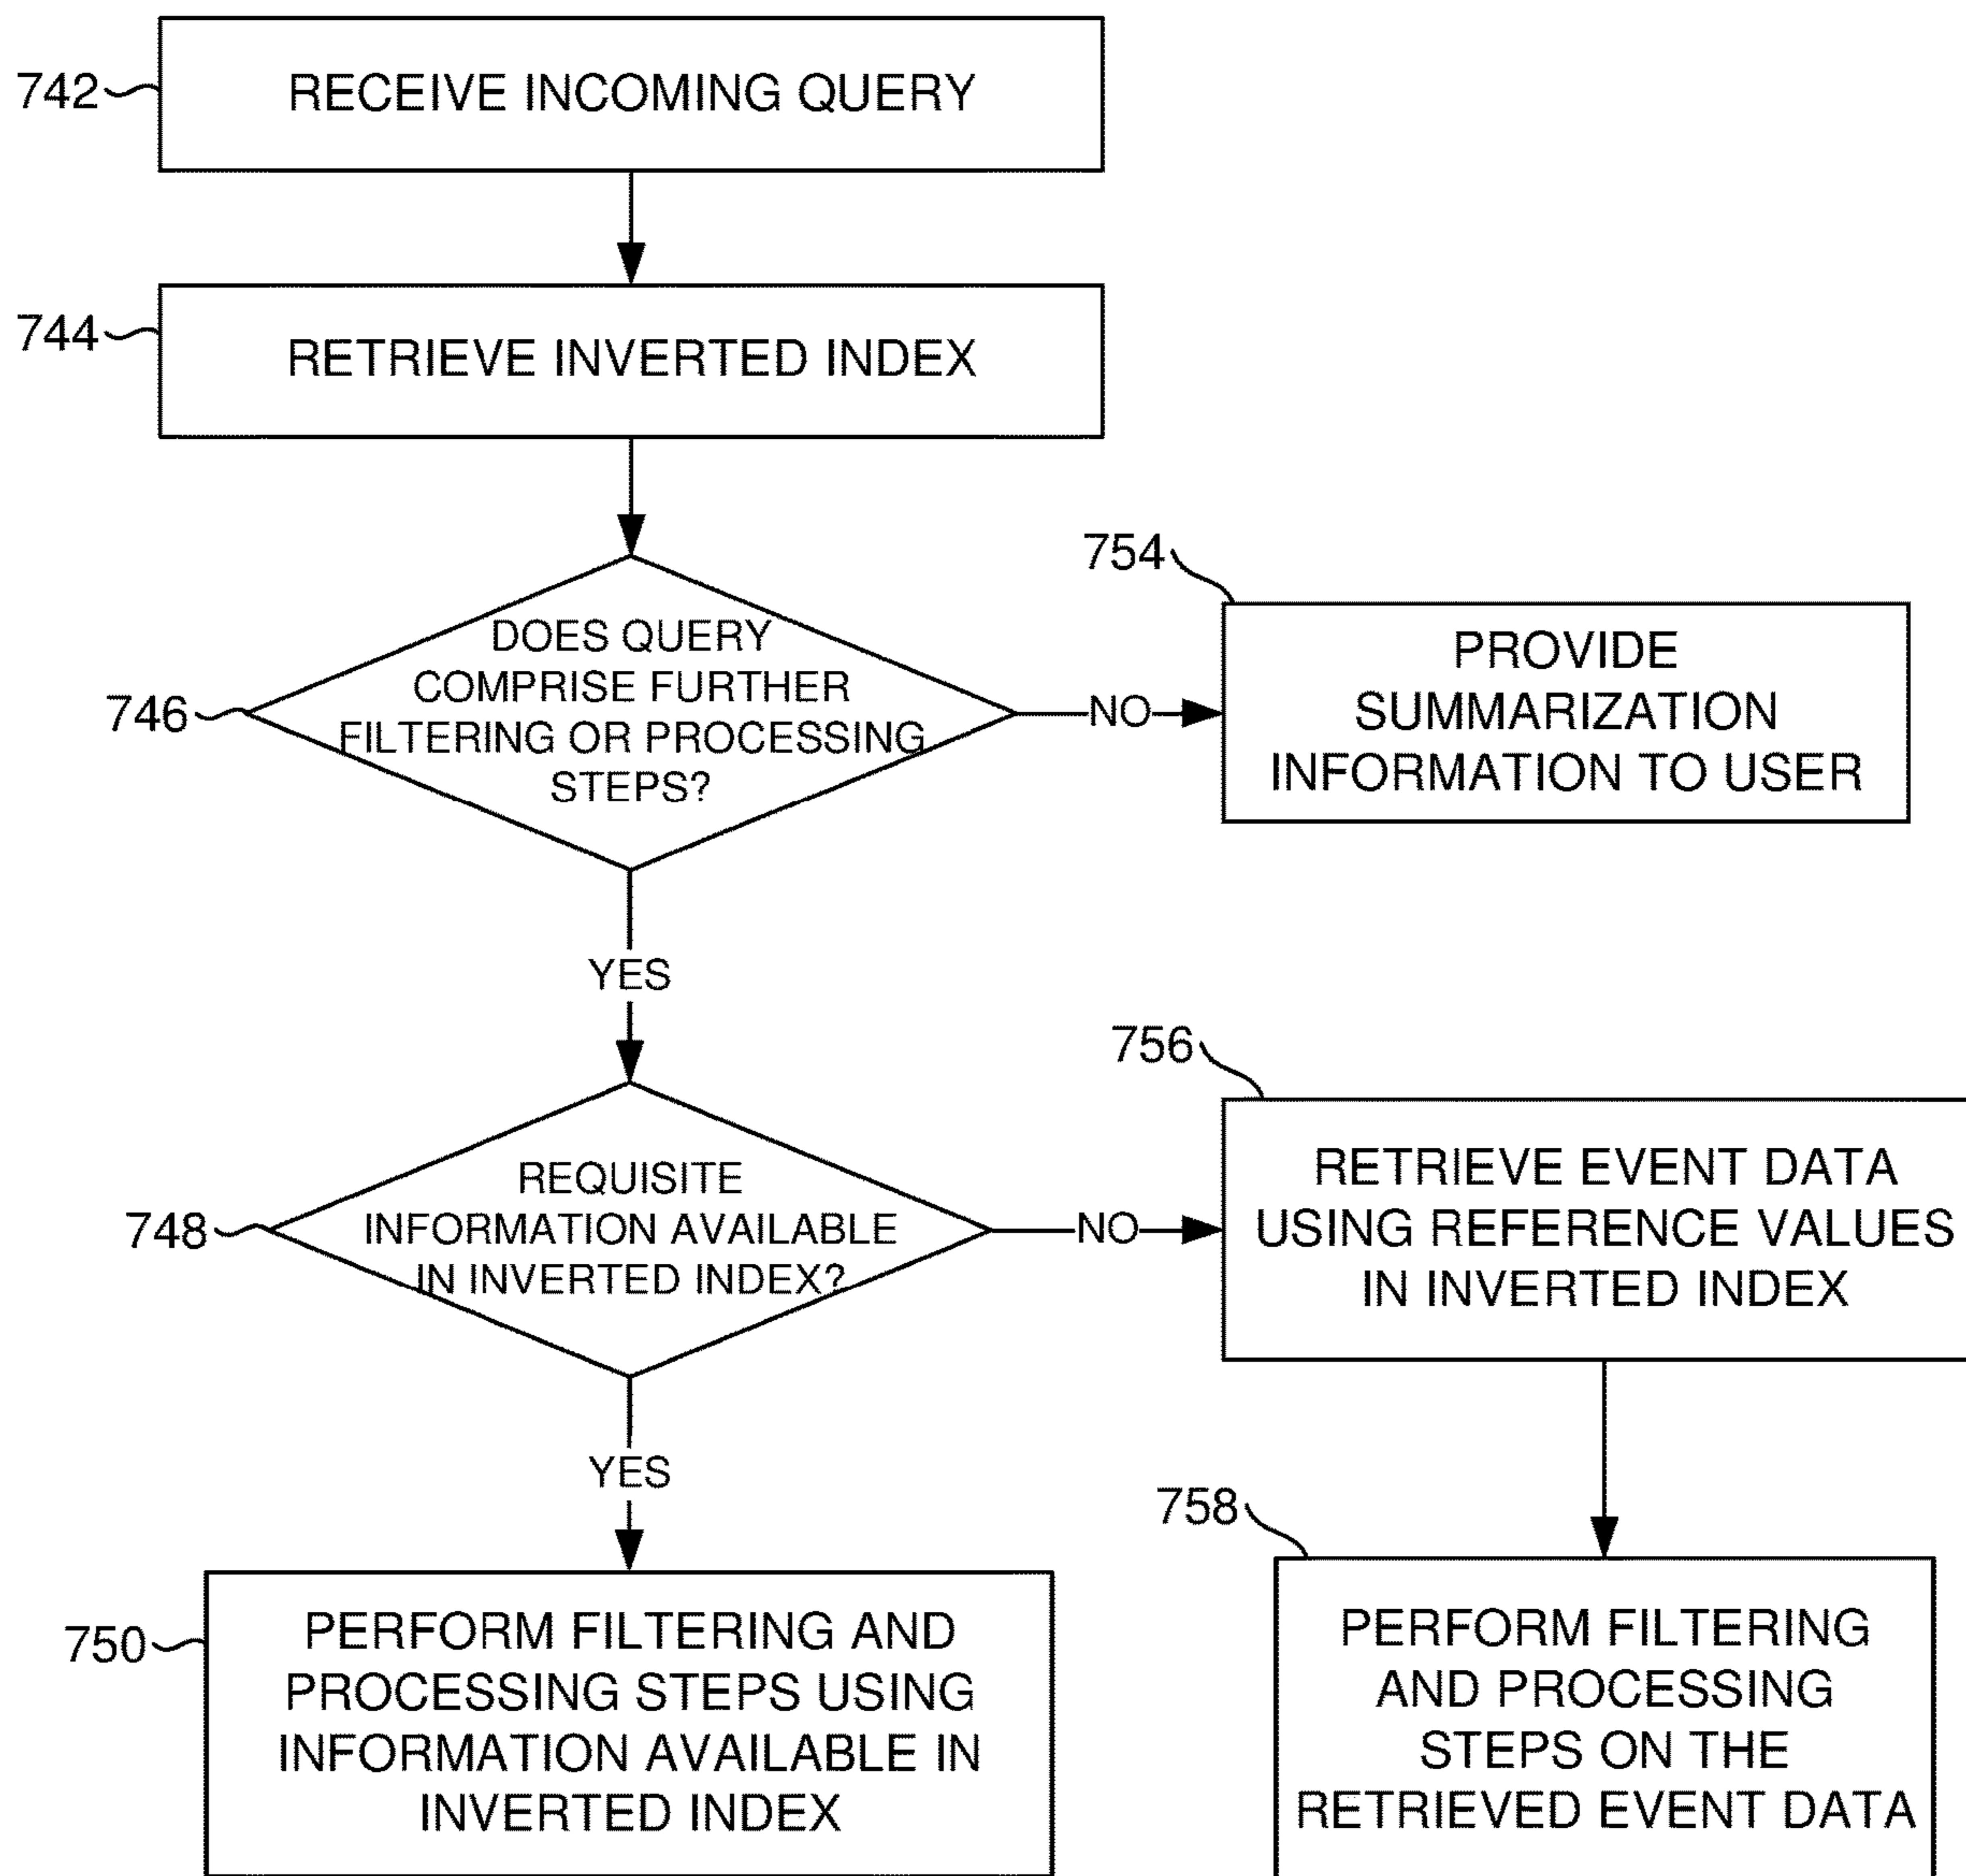 742
RECEIVE INCOMING QUERY
744
RETRIEVE INVERTED INDEX
746
DOES QUERY
COMPRISE FURTHER
FILTERING OR PROCESSING
STEPS?
NO
754
PROVIDE
SUMMARIZATION
INFORMATION TO USER
YES
748
REQUISITE
INFORMATION AVAILABLE
IN INVERTED INDEX?
NO
756
RETRIEVE EVENT DATA
USING REFERENCE VALUES
IN INVERTED INDEX
YES
750
PERFORM FILTERING AND
PROCESSING STEPS USING
INFORMATION AVAILABLE IN
INVERTED INDEX
758
PERFORM FILTERING
AND PROCESSING
STEPS ON THE
RETRIEVED EVENT DATA